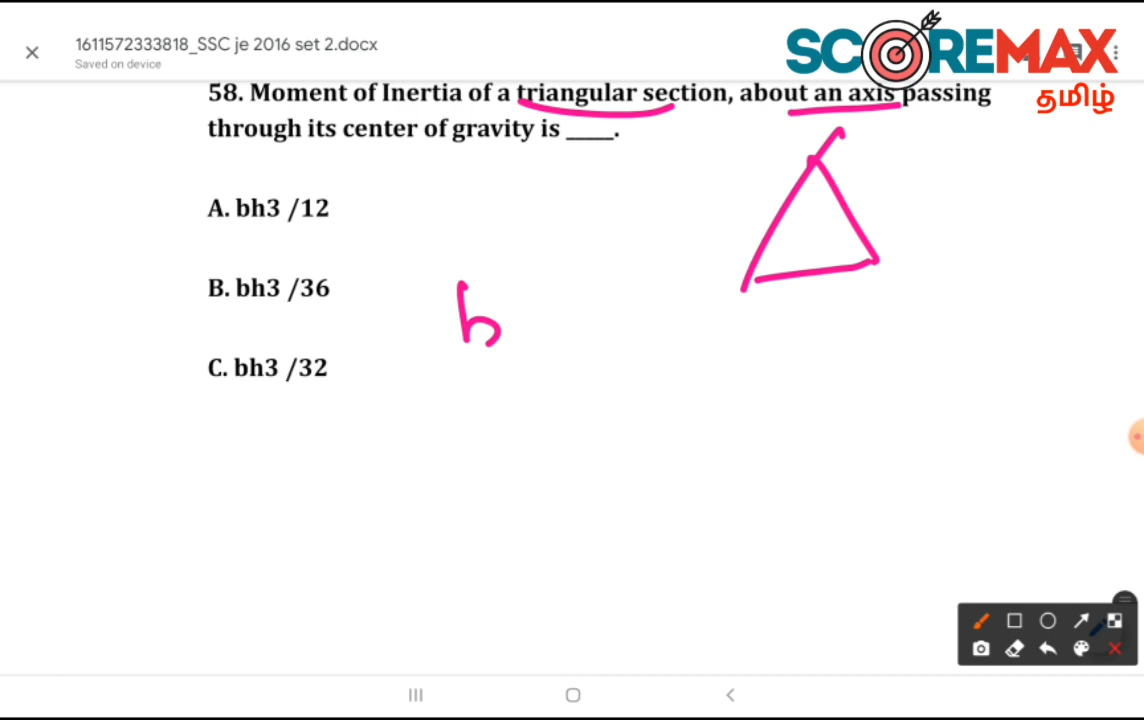 1611572333818_SSC je 2016 set 2.docx
Saved on device
SCOREMAX
தமிழ்
58. Moment of Inertia of a triangular section, about an axis passing
through its center of gravity is _____.
A. bh3 /12
B. bh3 /36
b
C. bh3 /32